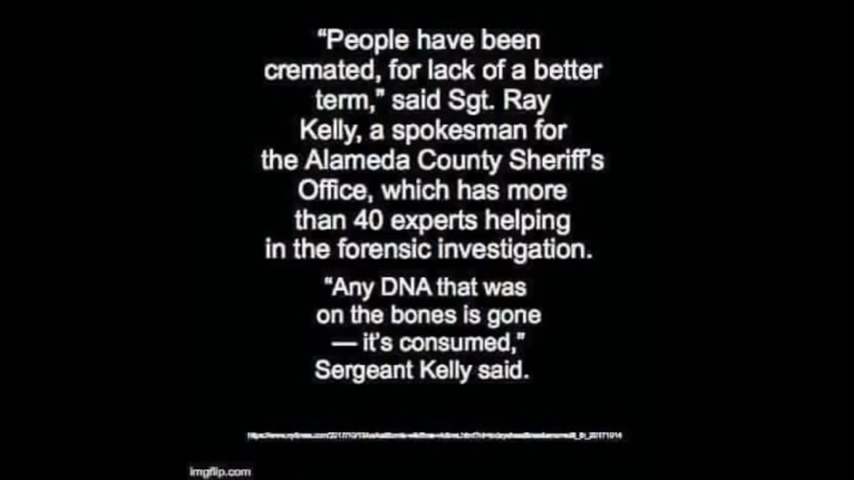 “People have been
cremated, for lack of a better
term,” said Sgt. Ray
Kelly, a spokesman for
the Alameda County Sheriff's
Office, which has more
than 40 experts helping
in the forensic investigation.
“Any DNA that was
on the bones is gone
— it's consumed,”
Sergeant Kelly said.
imgflip.com